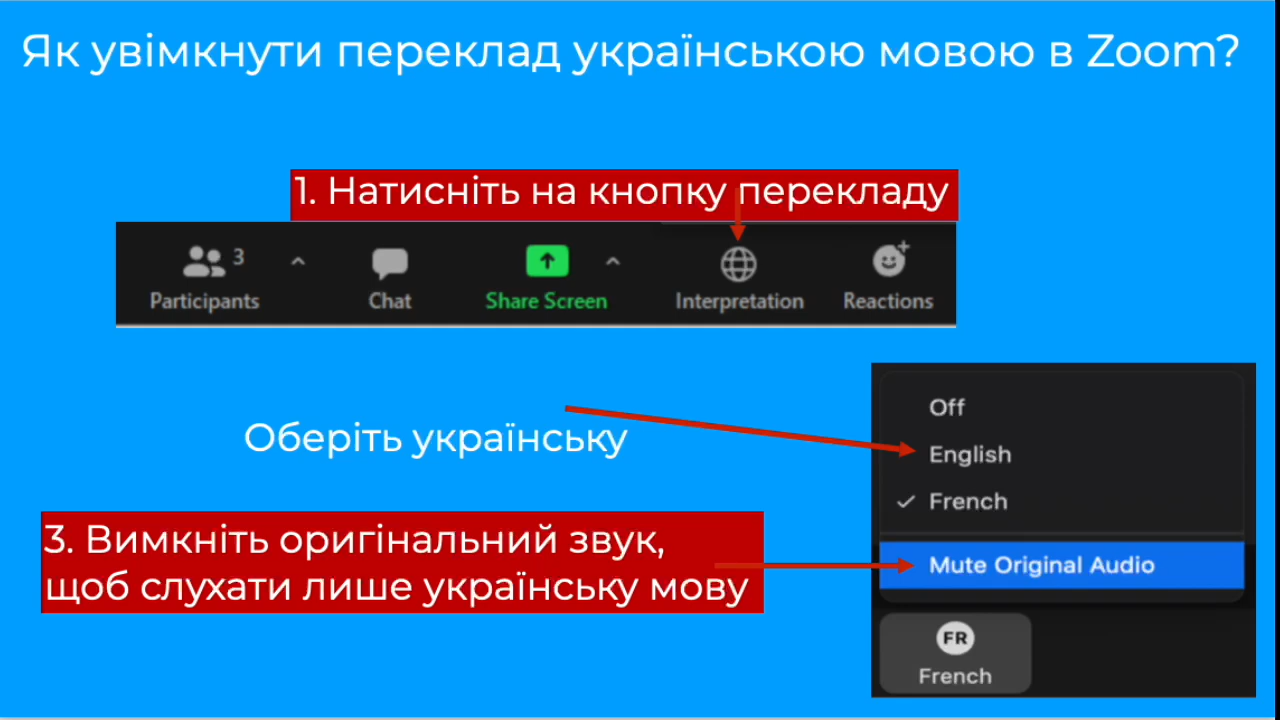 Як увімкнути переклад українською мовою в Zoom?
1. Натисніть на кнопку перекладу
3
Participants
Chat
Share Screen
Interpretation
Reactions
Оберіть українську
Off
English
French
3. Вимкніть оригінальний звук,
щоб слухати лише українську мову
Mute Original Audio
FR
French